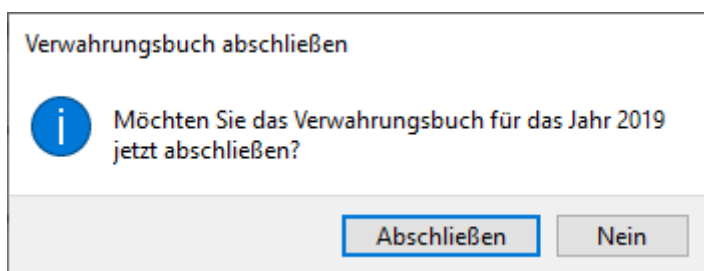 Verwahrungsbuch abschließen
Möchten Sie das Verwahrungsbuch für das Jahr 2019
jetzt abschließen?
Abschließen Nein